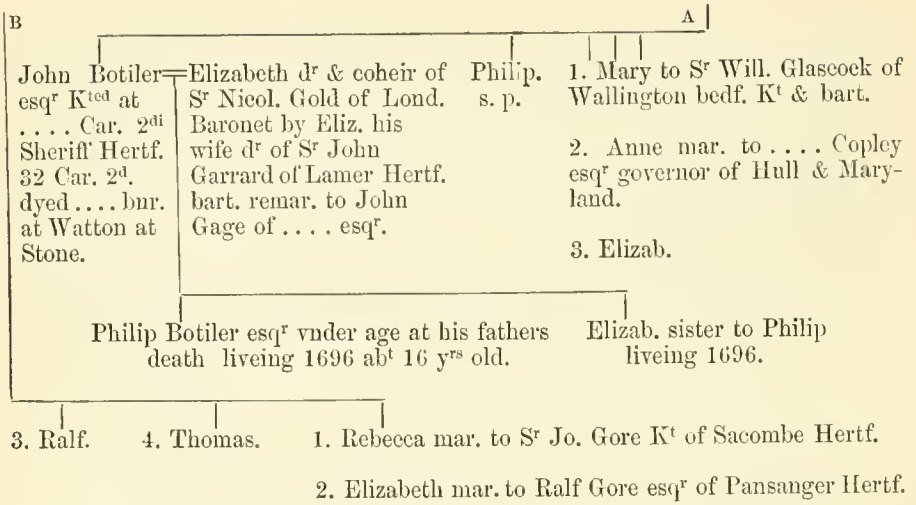 B
A
John Botiler=Elizabeth dʳ & coheir of
esqʳ Kᵗᵉᵈ at
. . . . Car. 2ᵈⁱ
Sheriff Hertf.
32 Car. 2ᵈ.
dyed . . . . bur.
at Watton at
Stone.
Sʳ Nicol. Gold of Lond.
Baronet by Eliz. his
wife dʳ of Sʳ John
Garrard of Lamer Hertf.
bart. remar. to John
Gage of . . . . esqʳ.
Philip.
s. p.
1. Mary to Sʳ Will. Glascock of
Wallington bedf. Kᵗ & bart.
2. Anne mar. to . . . . Copley
esqʳ governor of Hull & Mary-
land.
3. Elizab.
Philip Botiler esqʳ vnder age at his fathers
death liveing 1696 abᵗ 16 yʳˢ old.
Elizab. sister to Philip
liveing 1696.
3. Ralf.
4. Thomas.
1. Rebecca mar. to Sʳ Jo. Gore Kᵗ of Sacombe Hertf.
2. Elizabeth mar. to Ralf Gore esqʳ of Pansanger Hertf.